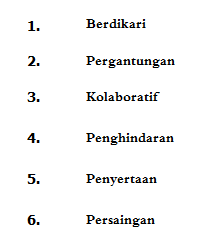 1. Berdikari
2. Pergantungan
3. Kolaboratif
4. Penghindaran
5. Penyertaan
6. Persaingan